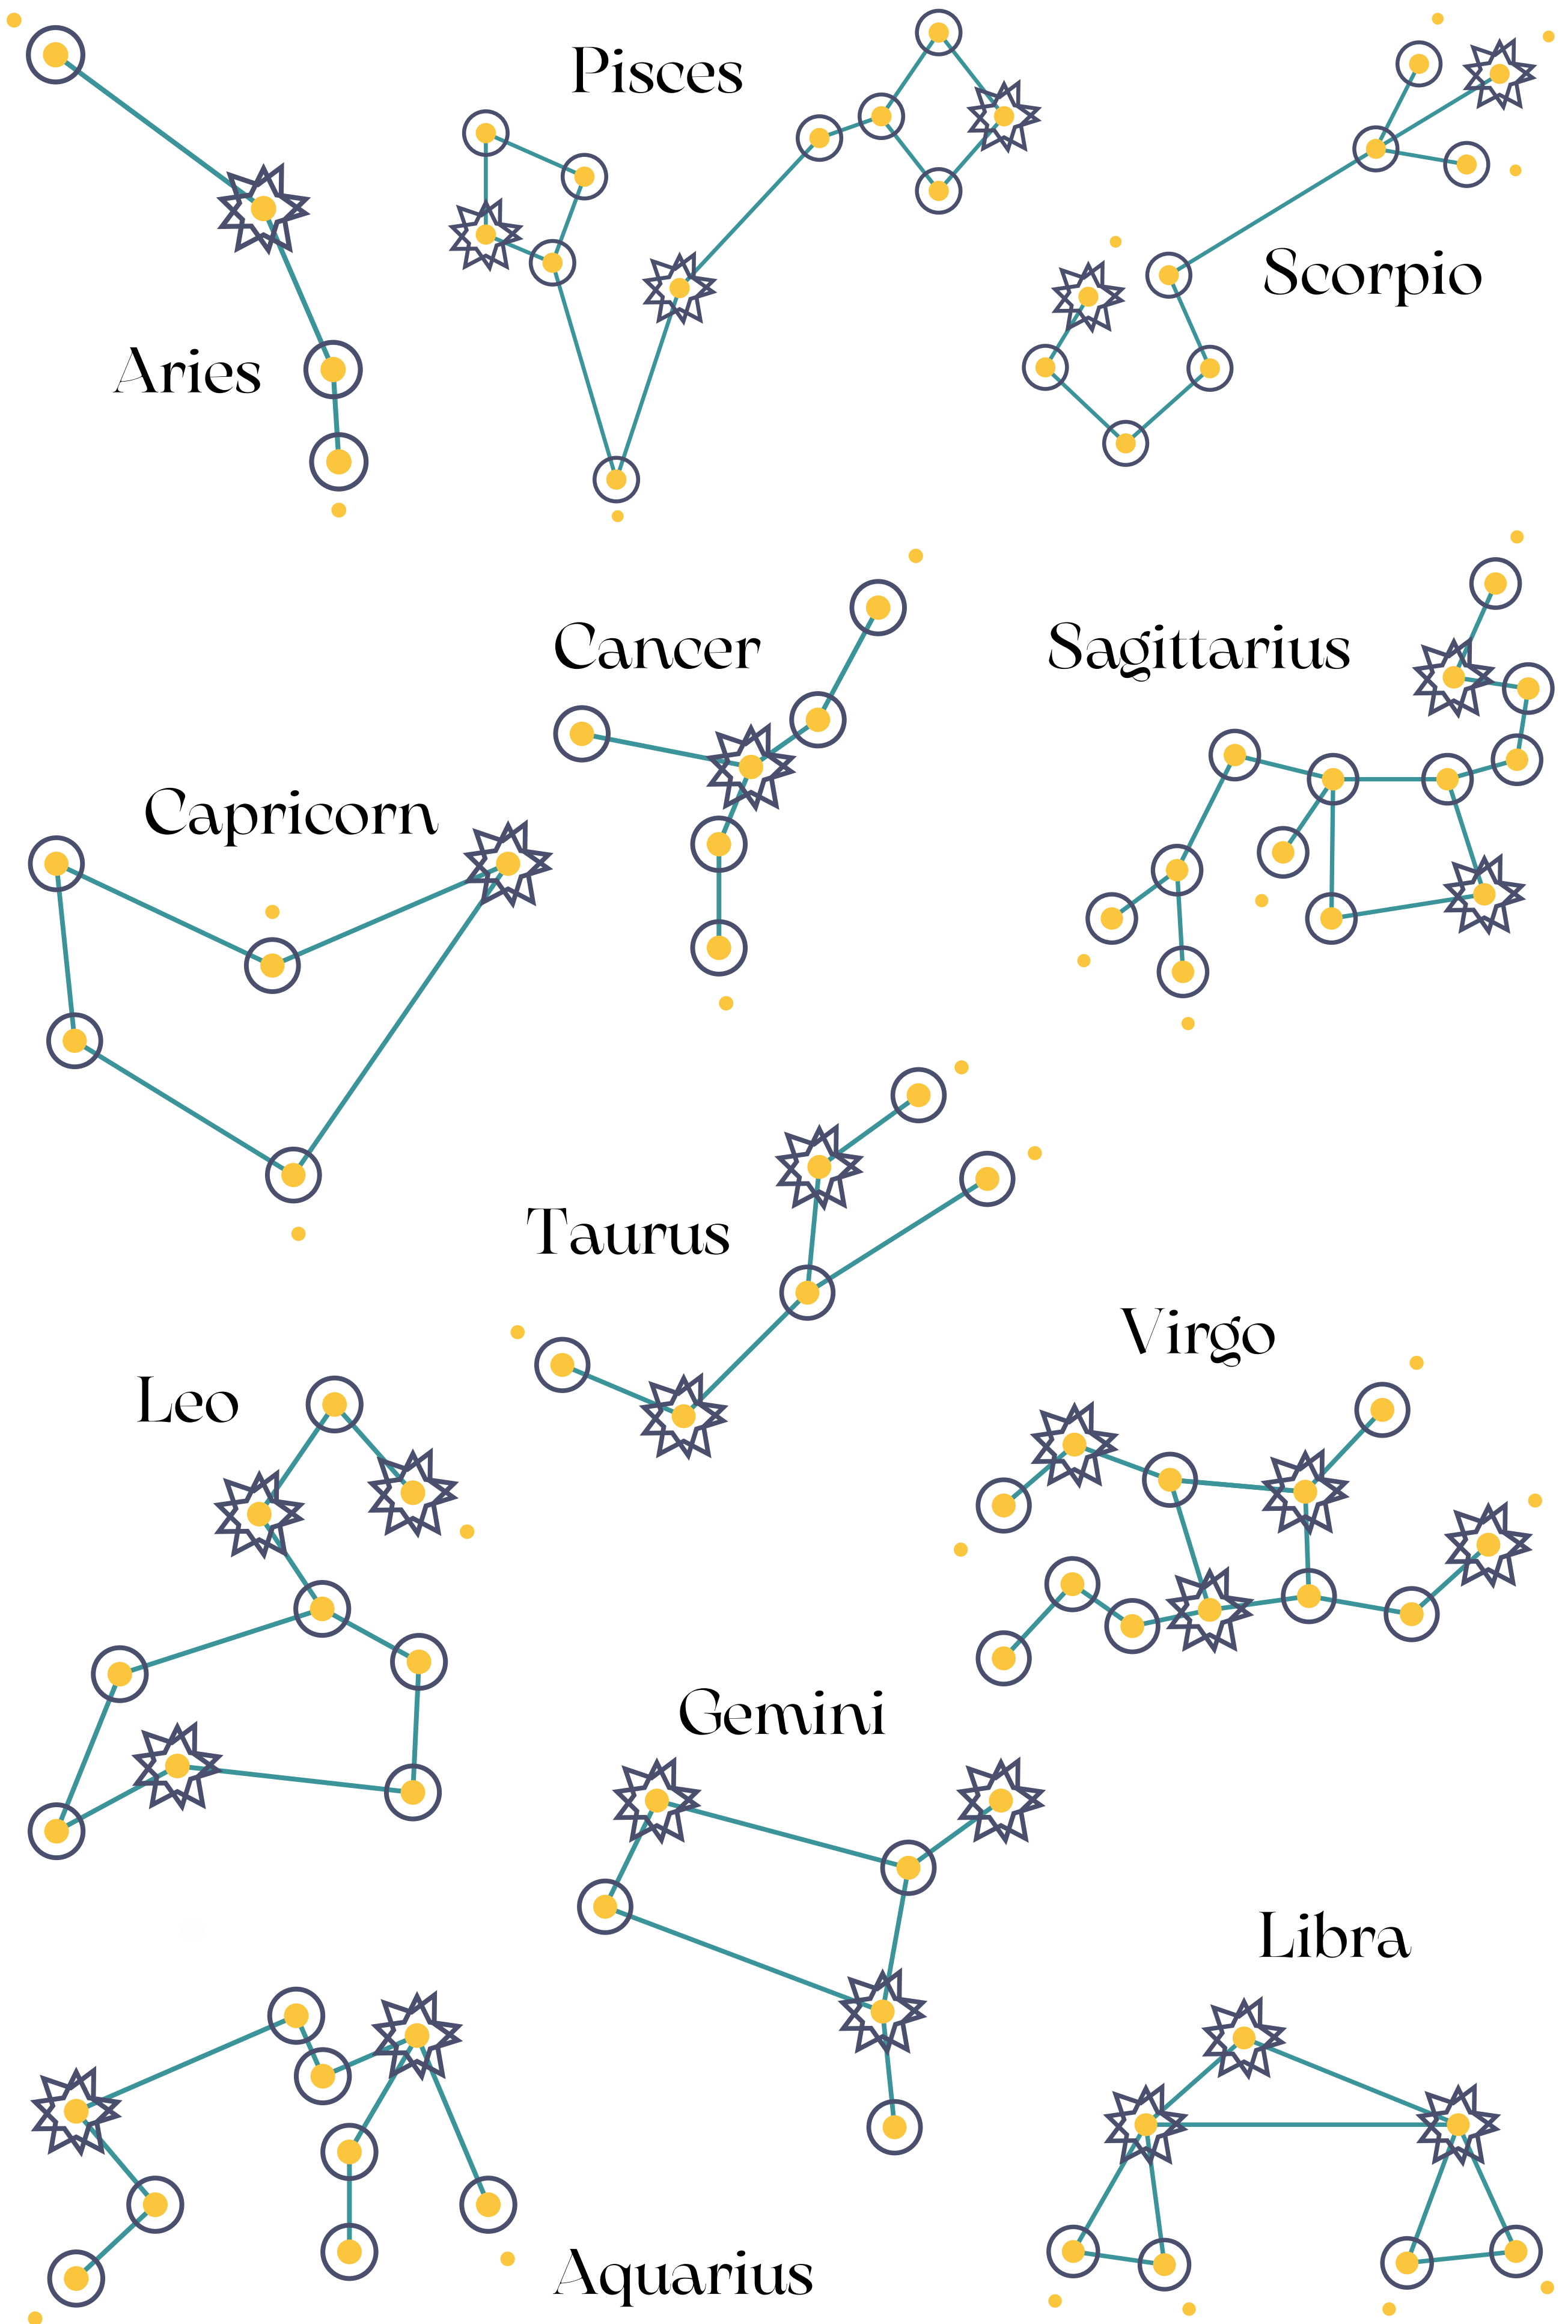 Pisces
Scorpio
Aries
Cancer
Sagittarius
Capricorn
Taurus
Virgo
Leo
Gemini
Libra
Aquarius